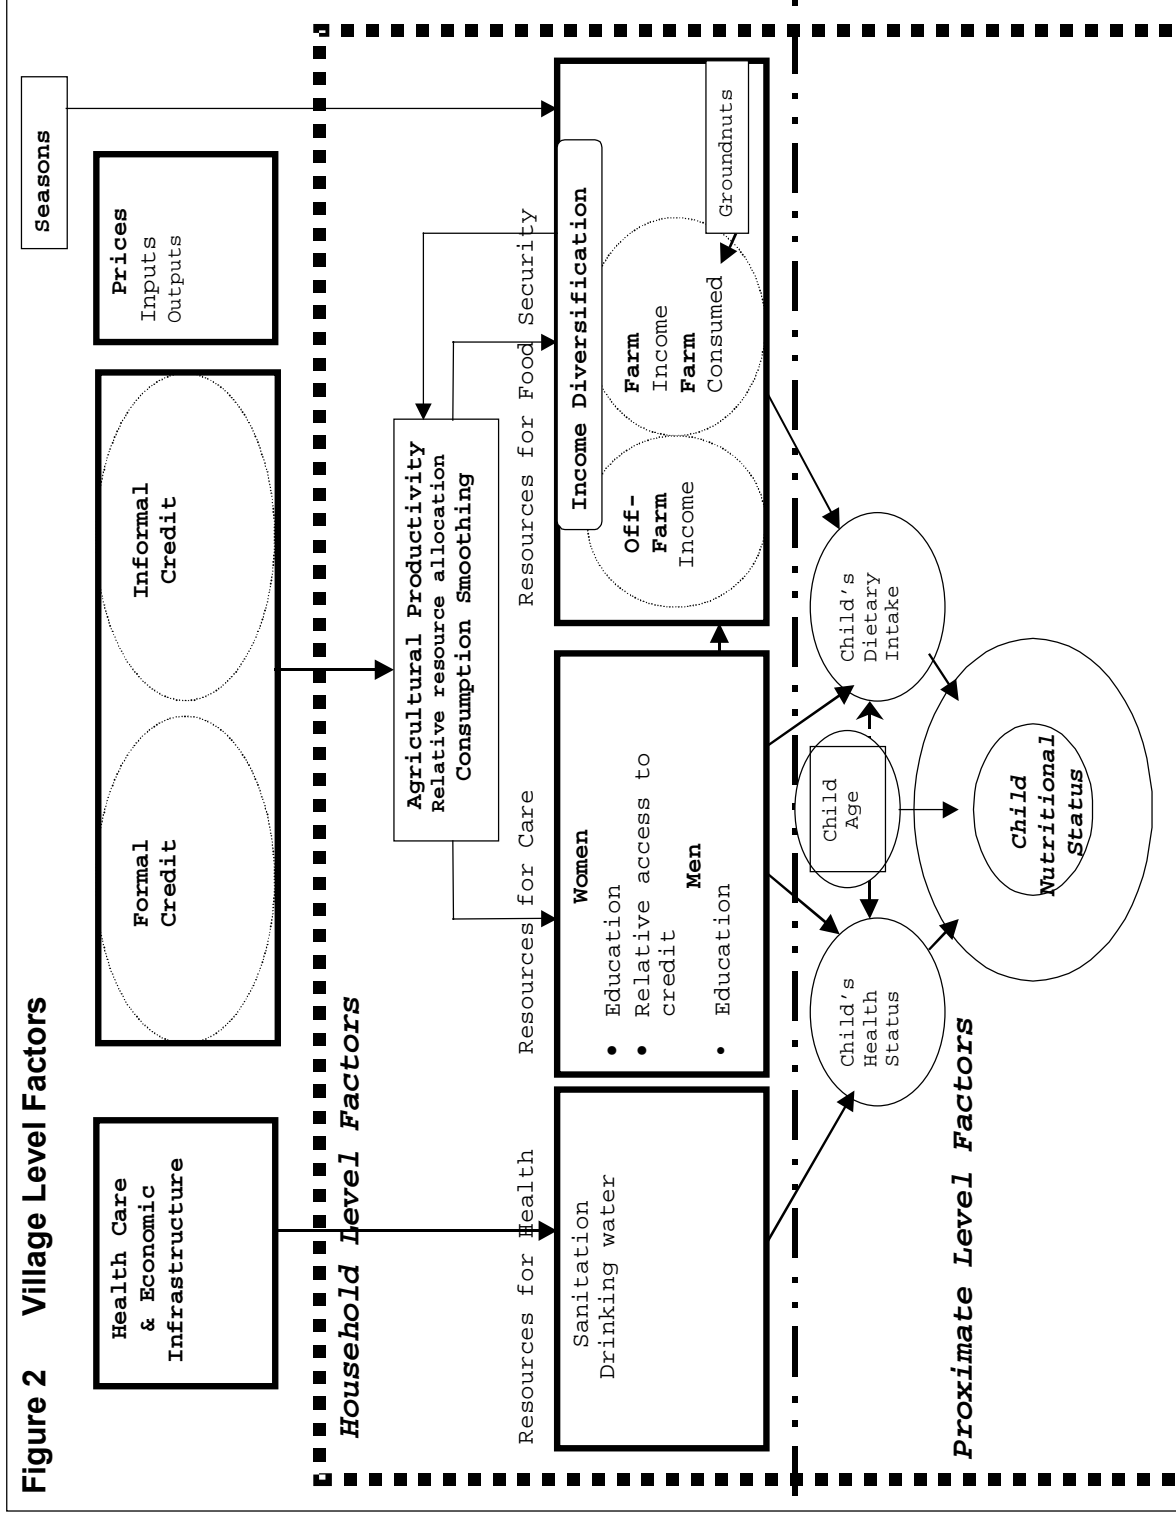 Figure 2 Village Level Factors
Seasons
Health Care
& Economic
Infrastructure
Formal
Credit
Informal
Credit
Prices
Inputs
Outputs
Household Level Factors
Agricultural Productivity
Relative resource allocation
Consumption Smoothing
Resources for Health
Resources for Care
Resources for Food Security
Sanitation
Drinking water
Women
• Education
• Relative access to
credit
Men
• Education
Income Diversification
Off-
Farm
Income
Farm
Income
Farm
Consumed
Groundnuts
Child's
Health
Status
Child
Age
Child's
Dietary
Intake
Proximate Level Factors
Child
Nutritional
Status